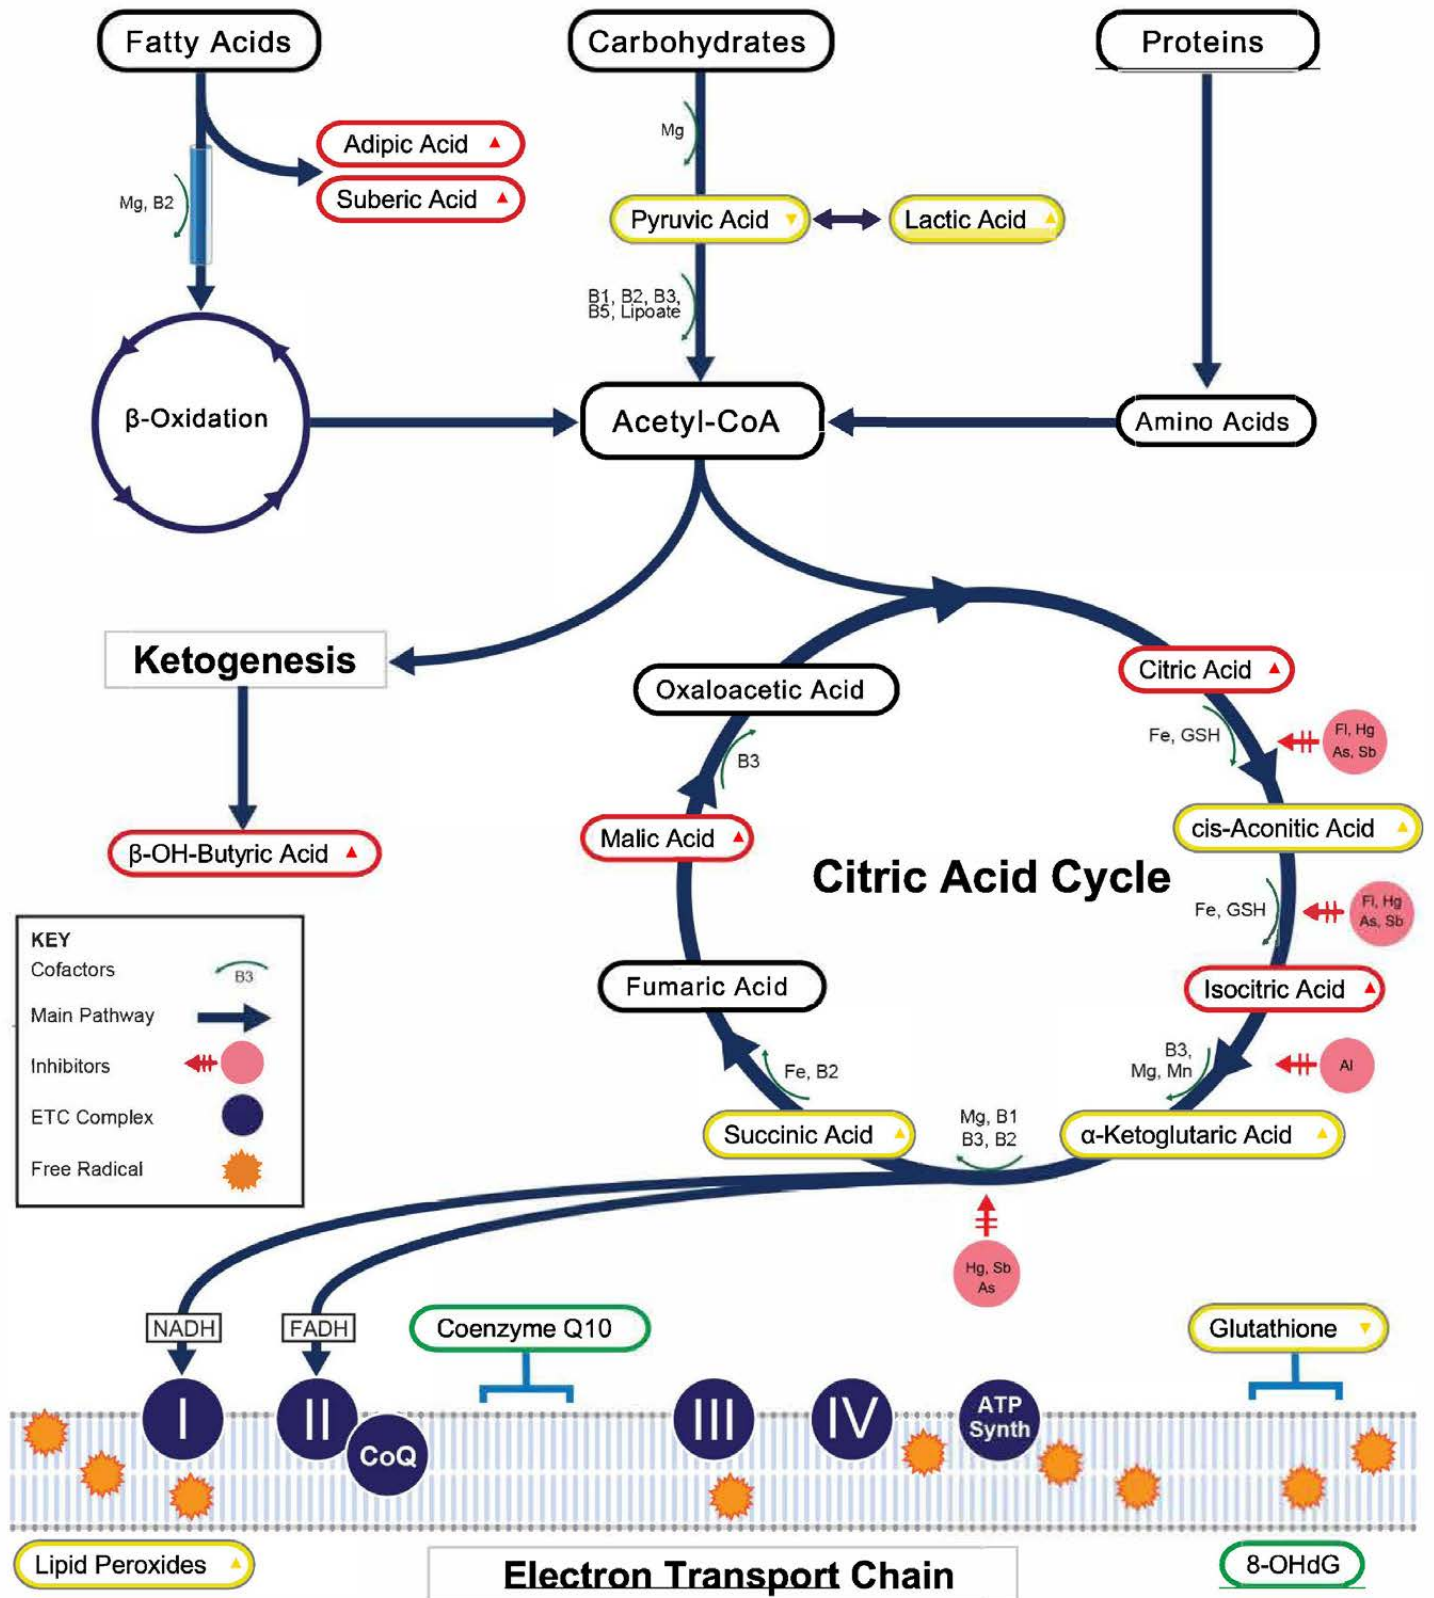 Fatty Acids
Carbohydrates
Proteins
Adipic Acid
Suberic Acid
Mg
Mg, B2
Pyruvic Acid
Lactic Acid
B1, B2, B3,
B5, Lipoate
β-Oxidation
Acetyl-CoA
Amino Acids
Ketogenesis
Oxaloacetic Acid
Citric Acid
Fe, GSH
Fl, Hg
As, Sb
B3
β-OH-Butyric Acid
Malic Acid
cis-Aconitic Acid
Citric Acid Cycle
Fe, GSH
Fl, Hg
As, Sb
KEY
Cofactors
B3
Main Pathway
Inhibitors
ETC Complex
Free Radical
Fumaric Acid
Isocitric Acid
B3,
Mg, Mn
Al
Fe, B2
Succinic Acid
Mg, B1
B3, B2
α-Ketoglutaric Acid
Hg, Sb
As
NADH
FADH
Coenzyme Q10
Glutathione
I
II
CoQ
III
IV
ATP
Synth
Lipid Peroxides
Electron Transport Chain
8-OHdG